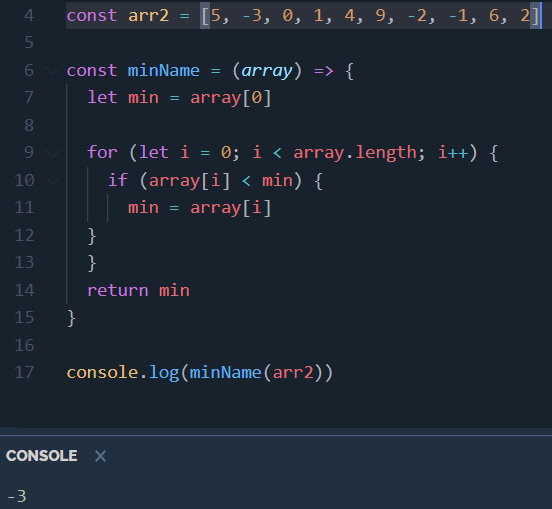 4 const arr2 = [5, -3, 0, 1, 4, 9, -2, -1, 6, 2]
5
6 const minName = (array) => {
7 let min = array[0]
8
9 for (let i = 0; i < array.length; i++) {
10 if (array[i] < min) {
11 min = array[i]
12 }
13 }
14 return min
15 }
16
17 console.log(minName(arr2))
CONSOLE ×
-3